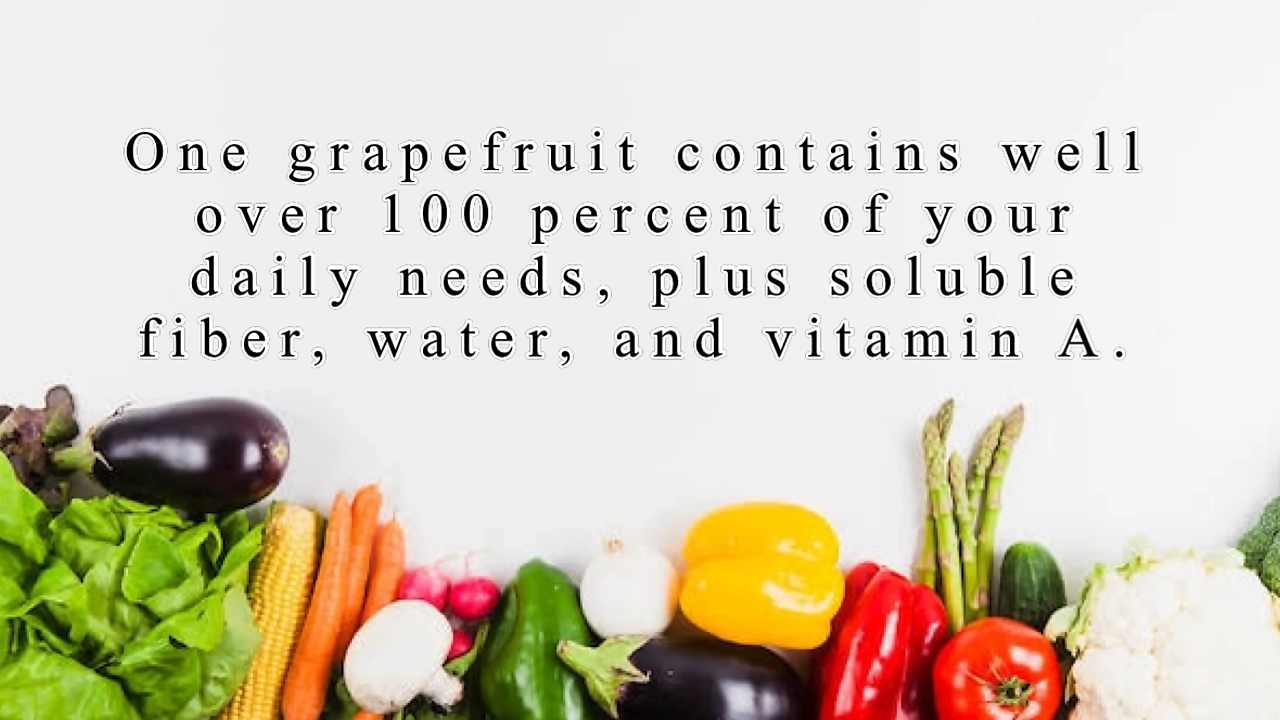 One grapefruit contains well
over 100 percent of your
daily needs, plus soluble
fiber, water, and vitamin A.